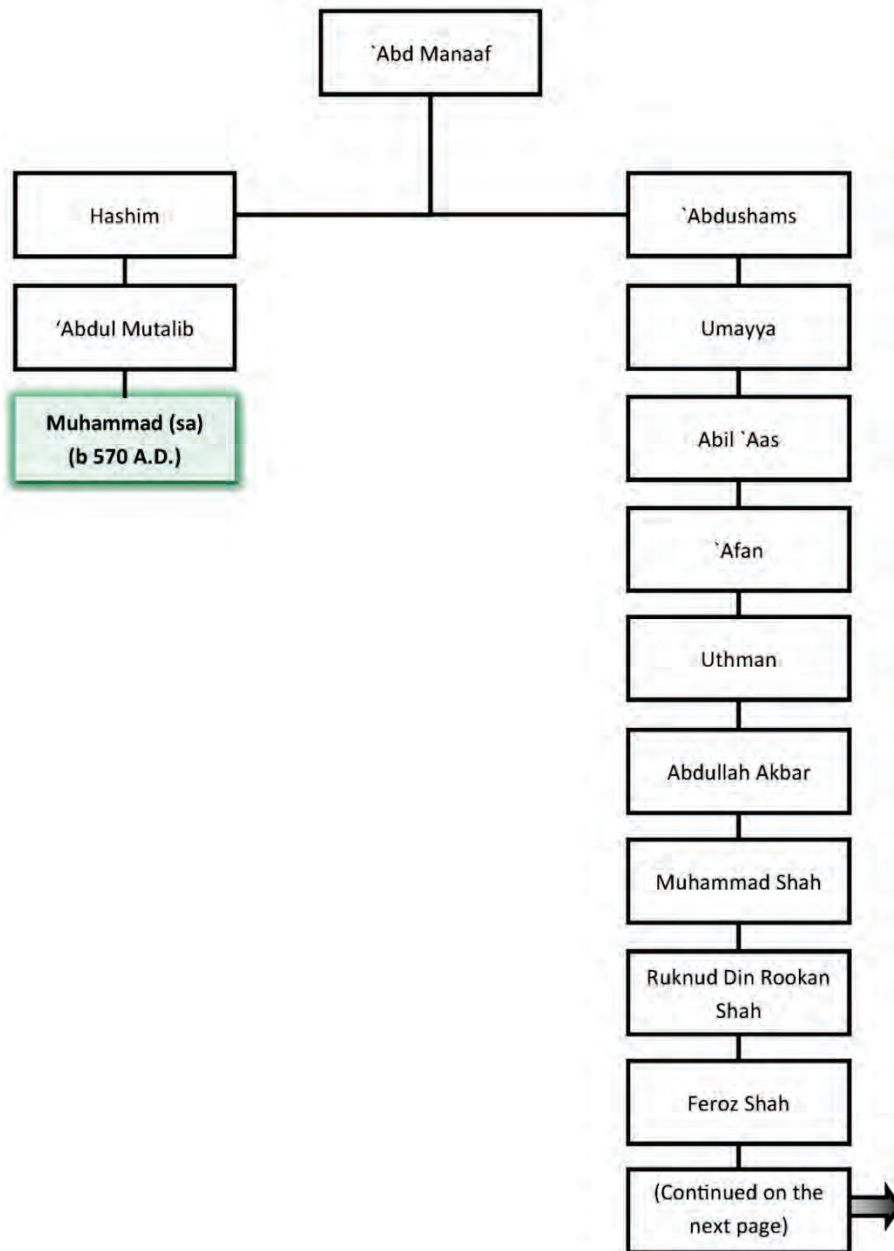 `Abd Manaaf
Hashim
‘Abdul Mutalib
Muhammad (sa)
(b 570 A.D.)
`Abdushams
Umayya
Abil `Aas
`Afan
Uthman
Abdullah Akbar
Muhammad Shah
Ruknud Din Rookan
Shah
Feroz Shah
(Continued on the
next page)